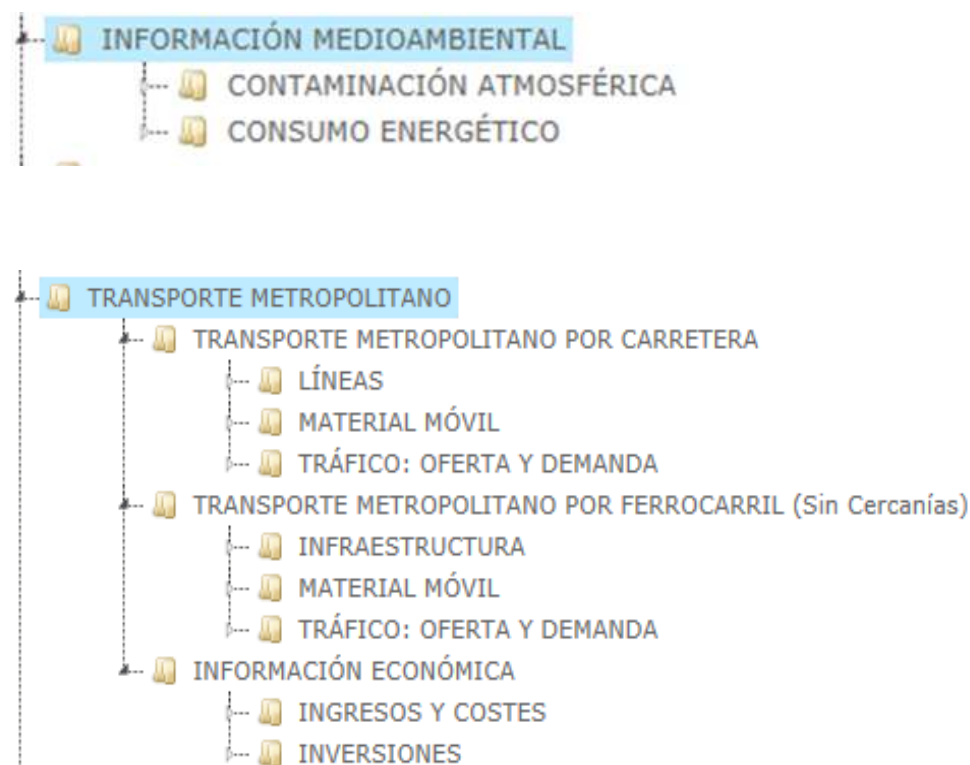 INFORMACIÓN MEDIOAMBIENTAL
CONTAMINACIÓN ATMOSFÉRICA
CONSUMO ENERGÉTICO
TRANSPORTE METROPOLITANO
TRANSPORTE METROPOLITANO POR CARRETERA
LÍNEAS
MATERIAL MÓVIL
TRÁFICO: OFERTA Y DEMANDA
TRANSPORTE METROPOLITANO POR FERROCARRIL (Sin Cercanías)
INFRAESTRUCTURA
MATERIAL MÓVIL
TRÁFICO: OFERTA Y DEMANDA
INFORMACIÓN ECONÓMICA
INGRESOS Y COSTES
INVERSIONES